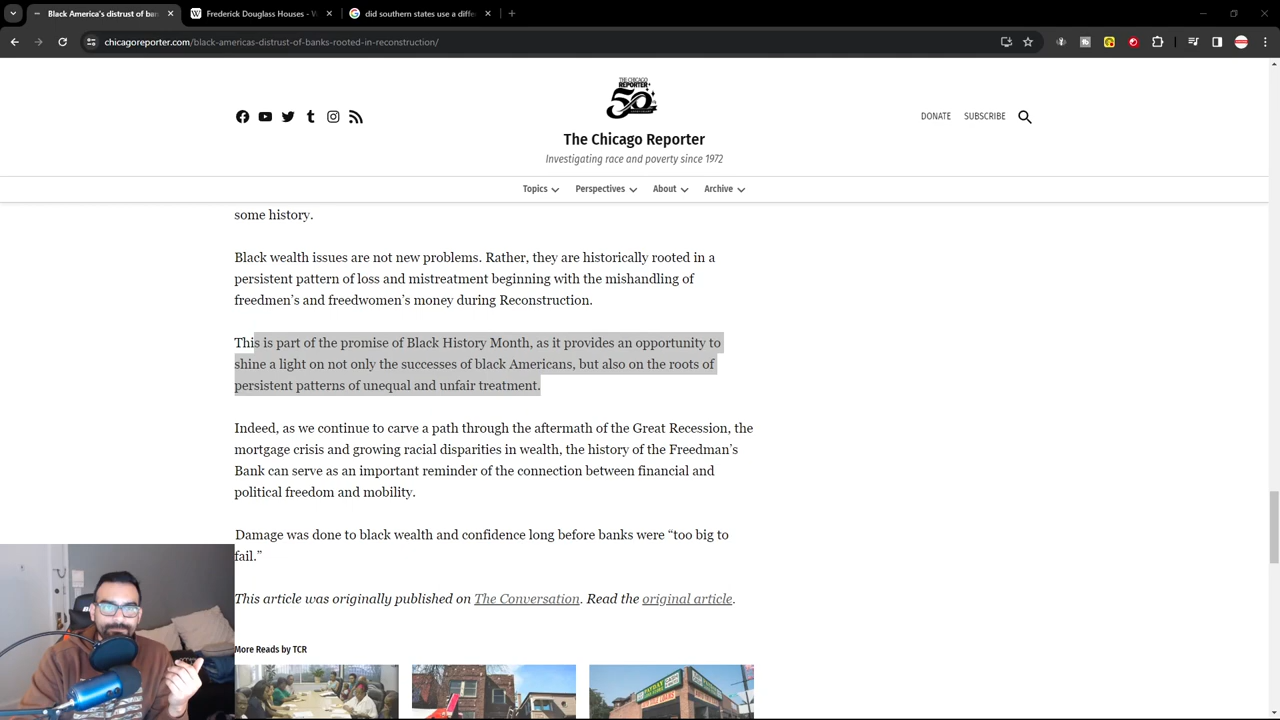 Black America's distrust of ban
Frederick Douglass Houses - W
did southern states use a diffe
chicagoreporter.com/black-americas-distrust-of-banks-rooted-in-reconstruction/
THE CHICAGO
REPORTER
50
The Chicago Reporter
Investigating race and poverty since 1972
DONATE
SUBSCRIBE
Topics
Perspectives
About
Archive
some history.
Black wealth issues are not new problems. Rather, they are historically rooted in a
persistent pattern of loss and mistreatment beginning with the mishandling of
freedmen's and freedwomen's money during Reconstruction.
This is part of the promise of Black History Month, as it provides an opportunity to
shine a light on not only the successes of black Americans, but also on the roots of
persistent patterns of unequal and unfair treatment.
Indeed, as we continue to carve a path through the aftermath of the Great Recession, the
mortgage crisis and growing racial disparities in wealth, the history of the Freedman's
Bank can serve as an important reminder of the connection between financial and
political freedom and mobility.
Damage was done to black wealth and confidence long before banks were “too big to
fail.”
This article was originally published on The Conversation. Read the original article.
More Reads by TCR